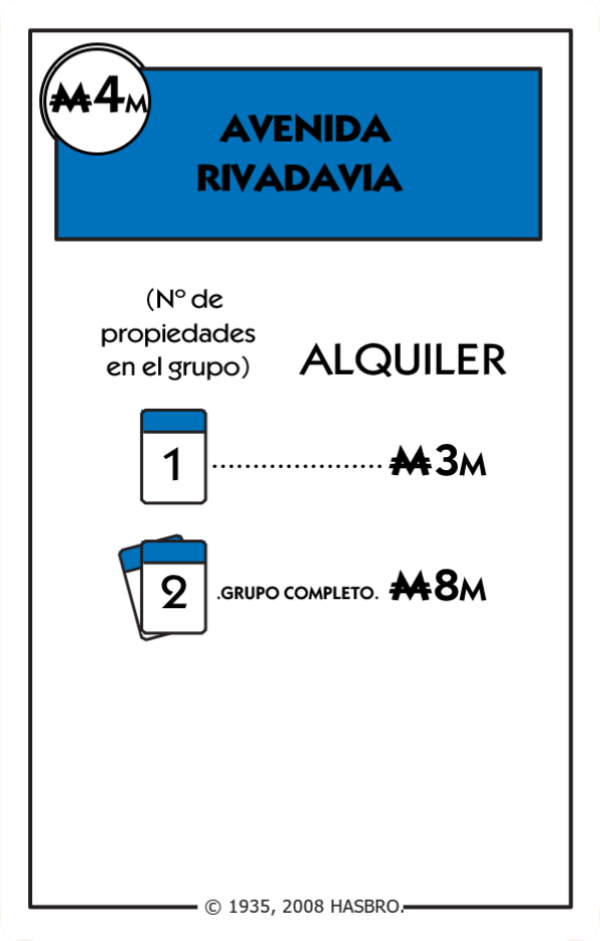 ₩4M
AVENIDA
RIVADAVIA
(Nº de
propiedades
en el grupo)
ALQUILER
1 ..................... ₩3M
2 .GRUPO COMPLETO. ₩8M
© 1935, 2008 HASBRO.